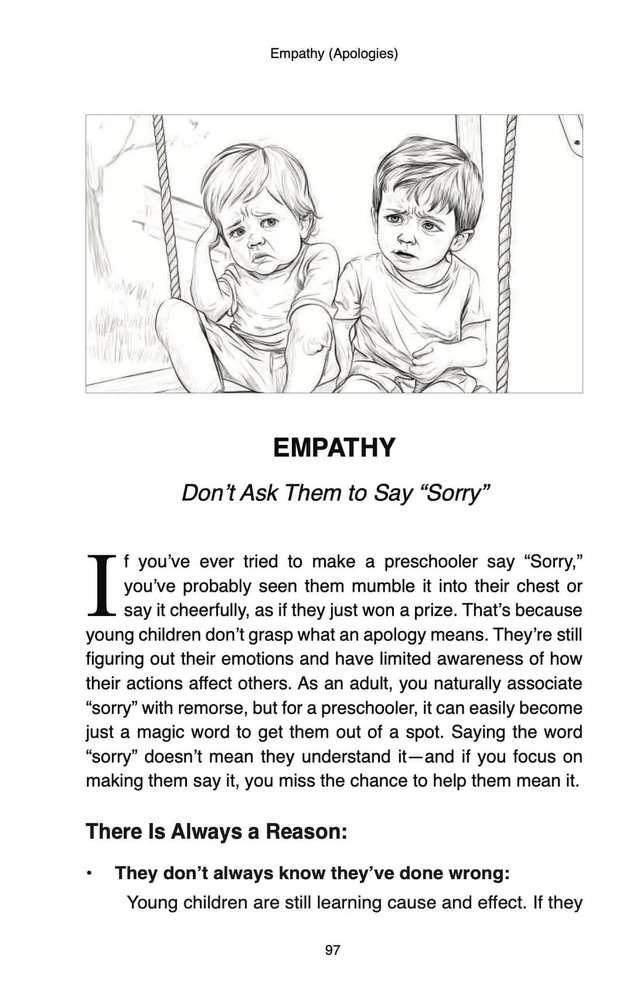 Empathy (Apologies)
EMPATHY
Don’t Ask Them to Say “Sorry”
If you’ve ever tried to make a preschooler say “Sorry,”
you’ve probably seen them mumble it into their chest or
say it cheerfully, as if they just won a prize. That’s because
young children don’t grasp what an apology means. They’re still
figuring out their emotions and have limited awareness of how
their actions affect others. As an adult, you naturally associate
“sorry” with remorse, but for a preschooler, it can easily become
just a magic word to get them out of a spot. Saying the word
“sorry” doesn’t mean they understand it—and if you focus on
making them say it, you miss the chance to help them mean it.
There Is Always a Reason:
• They don’t always know they’ve done wrong:
Young children are still learning cause and effect. If they
97